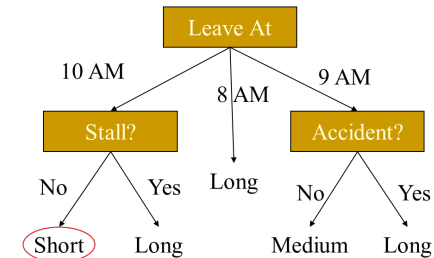 Leave At
10 AM
8 AM
9 AM
Stall?
Accident?
No
Yes
Long
No
Yes
Short
Long
Medium
Long